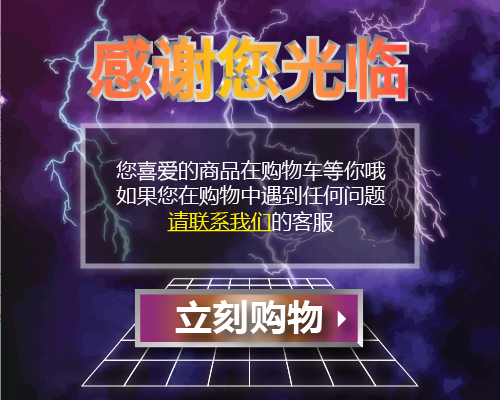 感谢您光临
您喜爱的商品在购物车等你哦
如果您在购物中遇到任何问题
请联系我们的客服
立刻购物